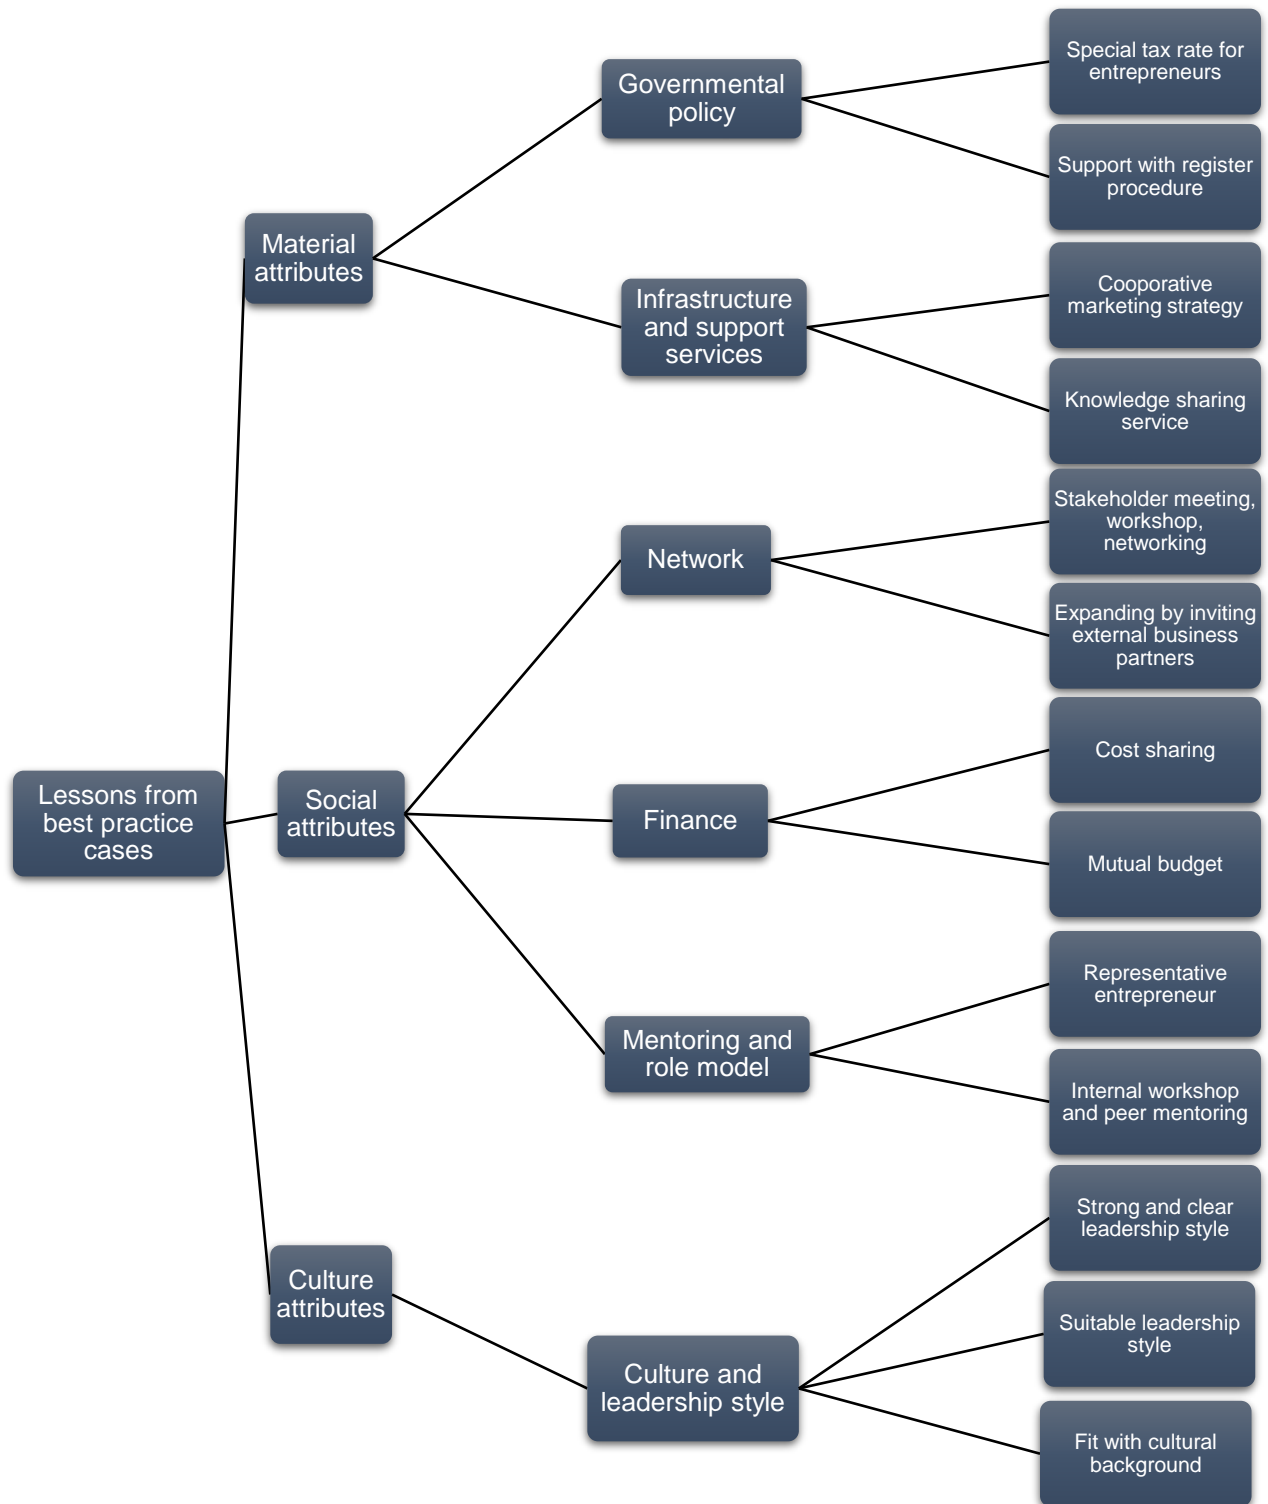 Lessons from
best practice
cases
Material
attributes
Governmental
policy
Special tax rate for
entrepreneurs
Support with register
procedure
Infrastructure
and support
services
Cooporative
marketing strategy
Knowledge sharing
service
Social
attributes
Network
Stakeholder meeting,
workshop,
networking
Expanding by inviting
external business
partners
Finance
Cost sharing
Mutual budget
Mentoring and
role model
Representative
entrepreneur
Internal workshop
and peer mentoring
Culture
attributes
Culture and
leadership style
Strong and clear
leadership style
Suitable leadership
style
Fit with cultural
background